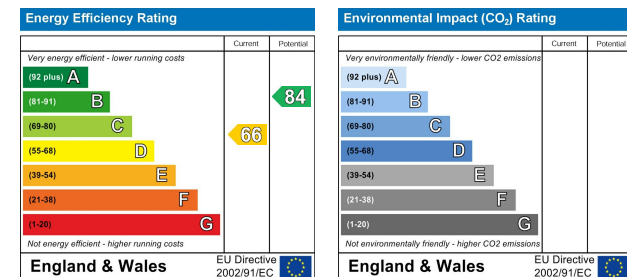 Energy Efficiency Rating
Current Potential
Very energy efficient - lower running costs
(92 plus) A
(81-91) B
84
(69-80) C
66
(55-68) D
(39-54) E
(21-38) F
(1-20) G
Not energy efficient - higher running costs
England & Wales
EU Directive
2002/91/EC
Environmental Impact (CO₂) Rating
Current Potential
Very environmentally friendly - lower CO2 emissions
(92 plus) A
(81-91) B
(69-80) C
(55-68) D
(39-54) E
(21-38) F
(1-20) G
Not environmentally friendly - higher CO2 emissions
England & Wales
EU Directive
2002/91/EC